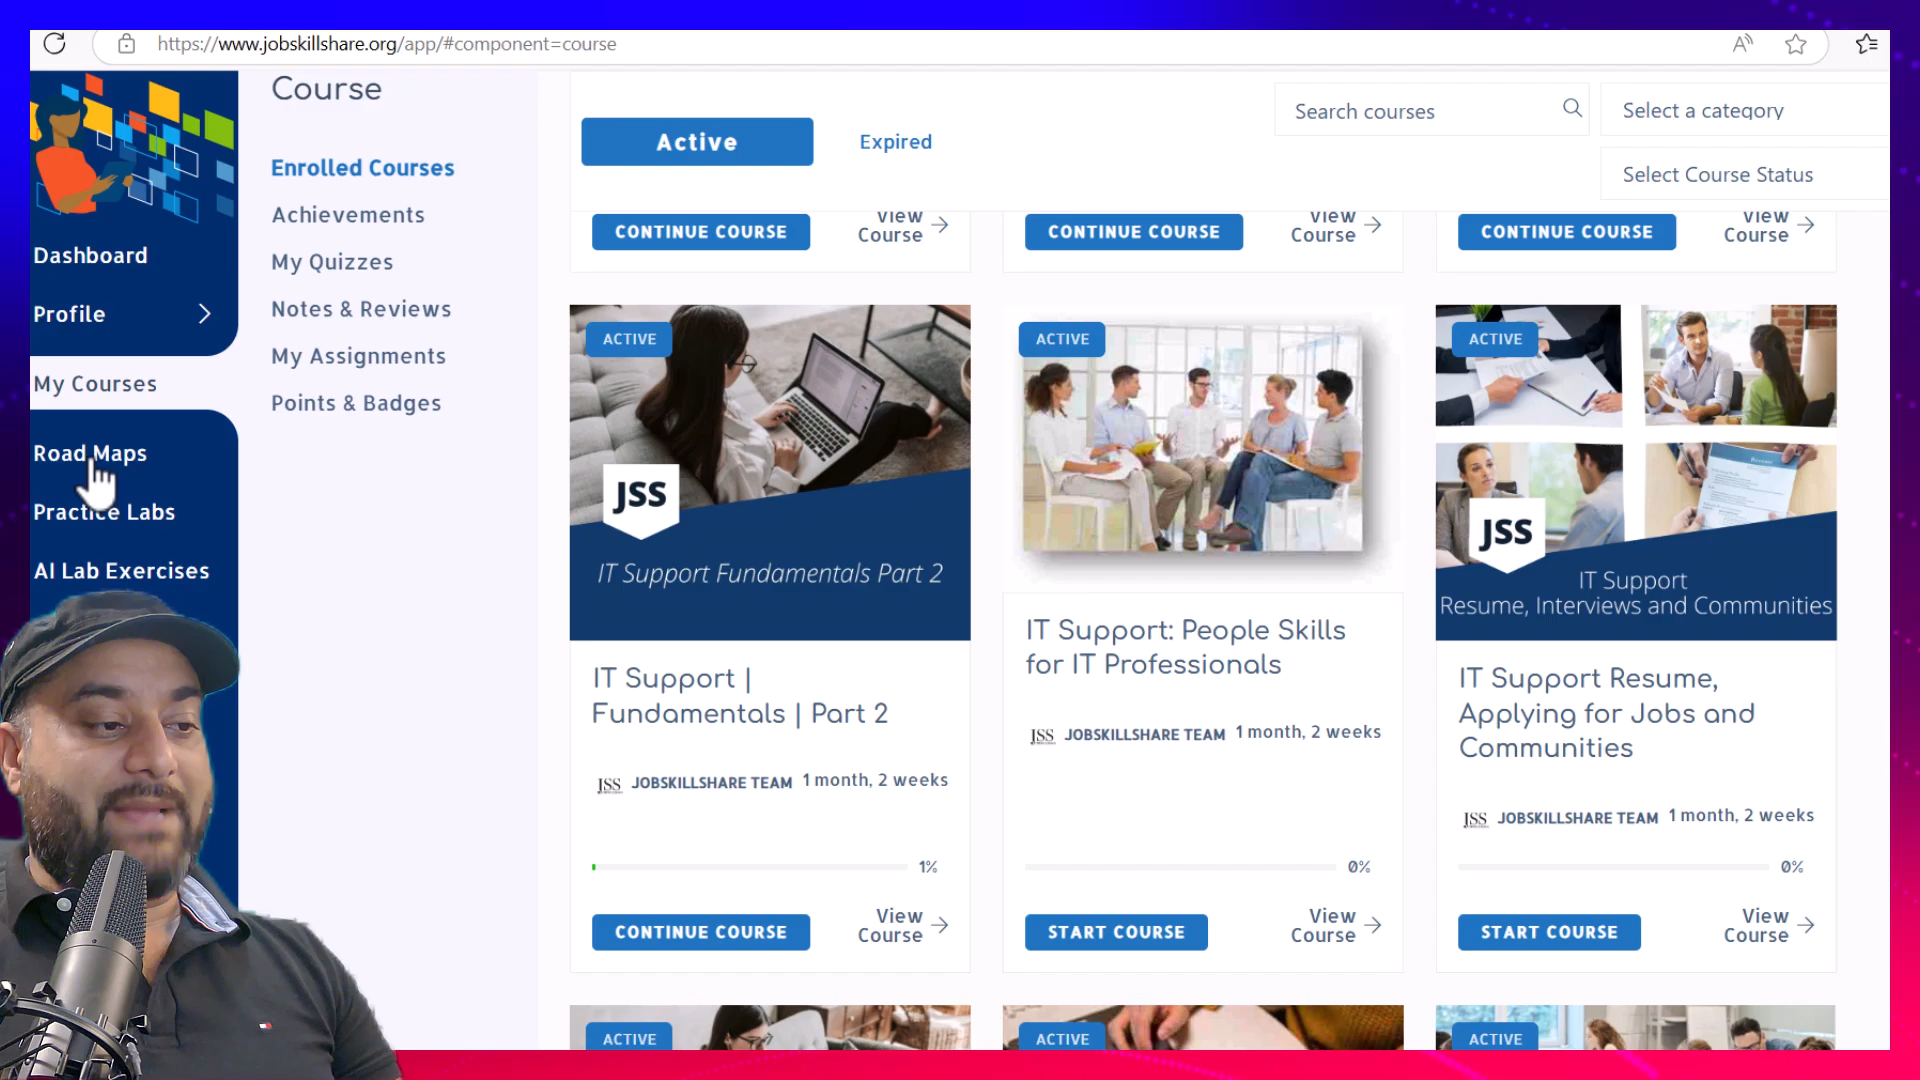 https://www.jobskillshare.org/app/#component=course
Course
Enrolled Courses
Achievements
My Quizzes
Notes & Reviews
My Assignments
Points & Badges
Dashboard
Profile
My Courses
Road Maps
Practice Labs
AI Lab Exercises
Active
Expired
Search courses
Select a category
Select Course Status
CONTINUE COURSE
View
Course
CONTINUE COURSE
View
Course
CONTINUE COURSE
View
Course
ACTIVE
JSS
IT Support Fundamentals Part 2
IT Support |
Fundamentals | Part 2
JSS
JOBSKILLSHARE TEAM 1 month, 2 weeks
1%
CONTINUE COURSE
View
Course
ACTIVE
IT Support: People Skills
for IT Professionals
JSS
JOBSKILLSHARE TEAM 1 month, 2 weeks
0%
START COURSE
View
Course
ACTIVE
JSS
IT Support
Resume, Interviews and Communities
IT Support Resume,
Applying for Jobs and
Communities
JSS
JOBSKILLSHARE TEAM 1 month, 2 weeks
0%
START COURSE
View
Course
ACTIVE
ACTIVE
ACTIVE